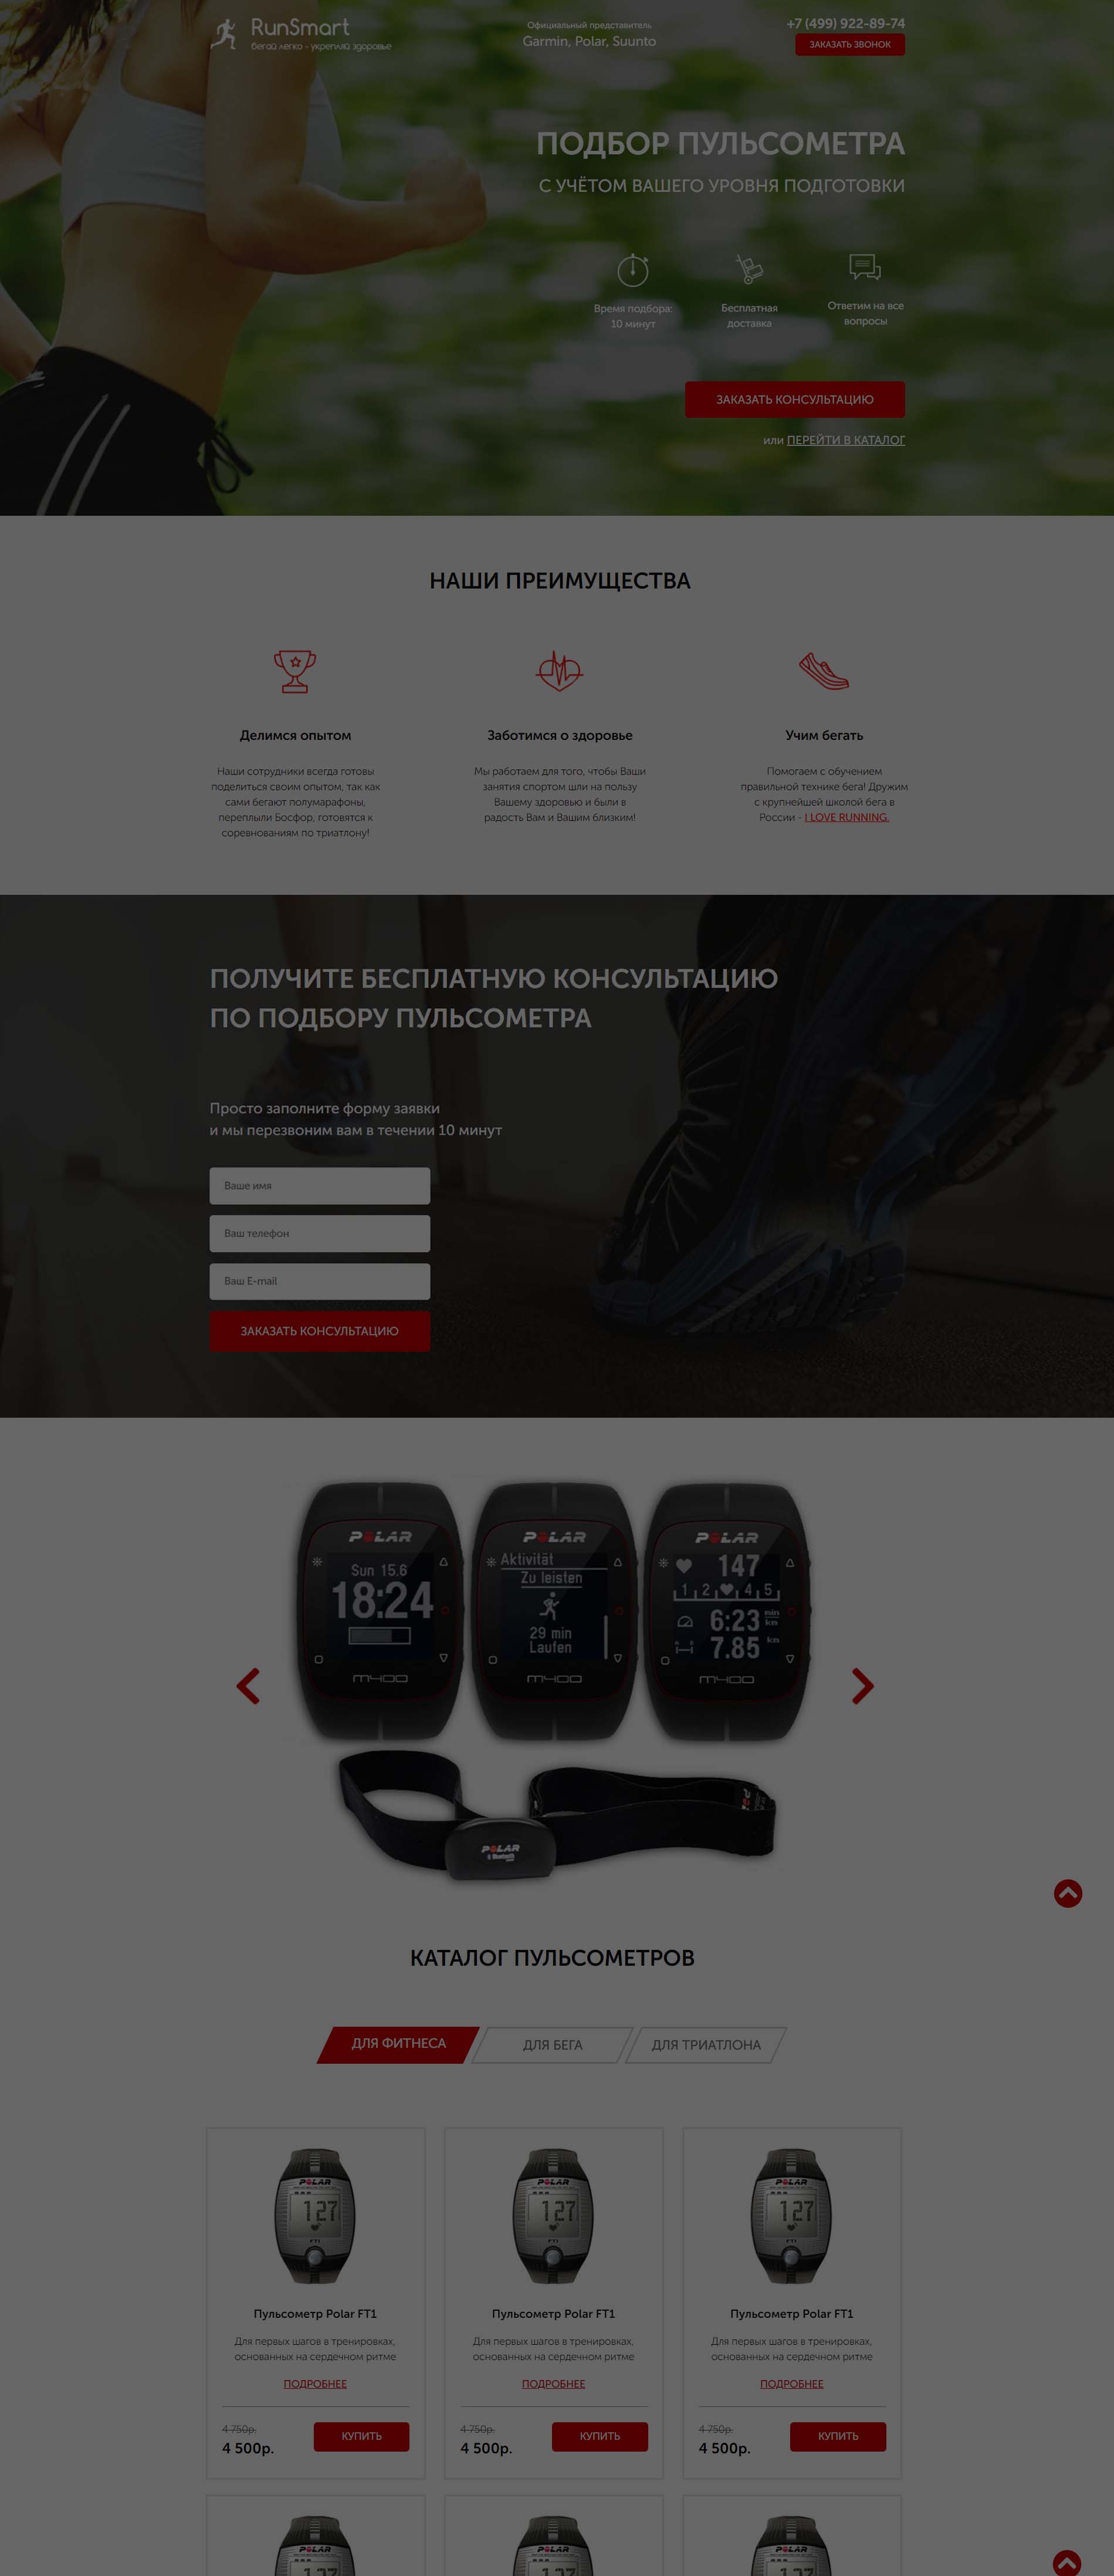 RunSmart
бегай легко - укрепляй здоровье
Официальный представитель
Garmin, Polar, Suunto
+7 (499) 922-89-74
ЗАКАЗАТЬ ЗВОНОК
ПОДБОР ПУЛЬСОМЕТРА
С УЧЁТОМ ВАШЕГО УРОВНЯ ПОДГОТОВКИ
Время подбора:
10 минут
Бесплатная
доставка
Ответим на все
вопросы
ЗАКАЗАТЬ КОНСУЛЬТАЦИЮ
или ПЕРЕЙТИ В КАТАЛОГ
НАШИ ПРЕИМУЩЕСТВА
Делимся опытом
Наши сотрудники всегда готовы
поделиться своим опытом, так как
сами бегают полумарафоны,
переплыли Босфор, готовятся к
соревнованиям по триатлону!
Заботимся о здоровье
Мы работаем для того, чтобы Ваши
занятия спортом шли на пользу
Вашему здоровью и были в
радость Вам и Вашим близким!
Учим бегать
Помогаем с обучением
правильной технике бега! Дружим
с крупнейшей школой бега в
России - I LOVE RUNNING.
ПОЛУЧИТЕ БЕСПЛАТНУЮ КОНСУЛЬТАЦИЮ
ПО ПОДБОРУ ПУЛЬСОМЕТРА
Просто заполните форму заявки
и мы перезвоним вам в течении 10 минут
Ваше имя
Ваш телефон
Ваш E-mail
ЗАКАЗАТЬ КОНСУЛЬТАЦИЮ
POLAR
Sun 15.6
18:24
M400
POLAR
Aktivität
Zu leisten
29 min
Laufen
M400
POLAR
147
1 2 4 5
6:23 min km
7.85 km
M400
POLAR
Bluetooth
КАТАЛОГ ПУЛЬСОМЕТРОВ
ДЛЯ ФИТНЕСА
ДЛЯ БЕГА
ДЛЯ ТРИАТЛОНА
POLAR
127
FT1
Пульсометр Polar FT1
Для первых шагов в тренировках,
основанных на сердечном ритме
ПОДРОБНЕЕ
4 750р.
4 500р.
КУПИТЬ
POLAR
127
FT1
Пульсометр Polar FT1
Для первых шагов в тренировках,
основанных на сердечном ритме
ПОДРОБНЕЕ
4 750р.
4 500р.
КУПИТЬ
POLAR
127
FT1
Пульсометр Polar FT1
Для первых шагов в тренировках,
основанных на сердечном ритме
ПОДРОБНЕЕ
4 750р.
4 500р.
КУПИТЬ
POLAR
POLAR
POLAR